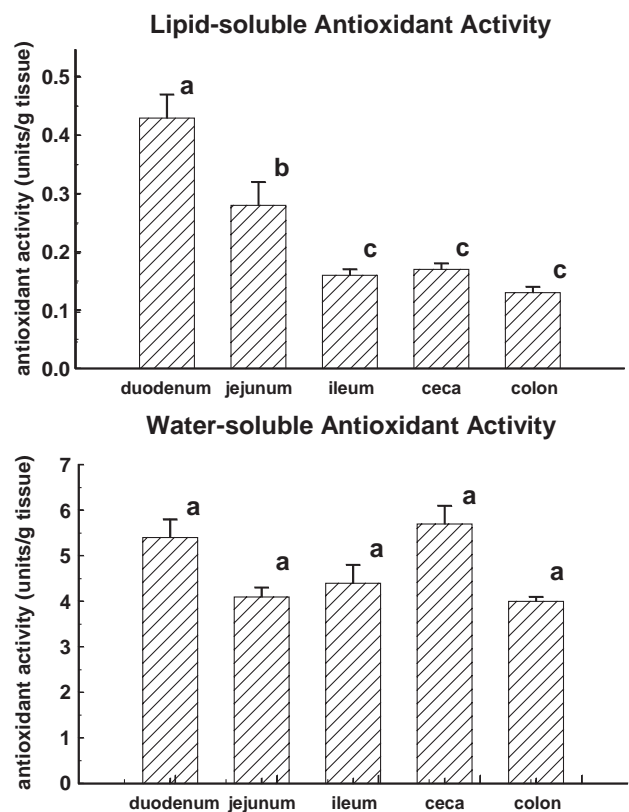 Lipid-soluble Antioxidant Activity
antioxidant activity (units/g tissue)
0.5
0.4
0.3
0.2
0.1
0.0
a
b
c
c
c
duodenum jejunum ileum ceca colon
Water-soluble Antioxidant Activity
antioxidant activity (units/g tissue)
7
6
5
4
3
2
1
0
a
a
a
a
a
duodenum jejunum ileum ceca colon